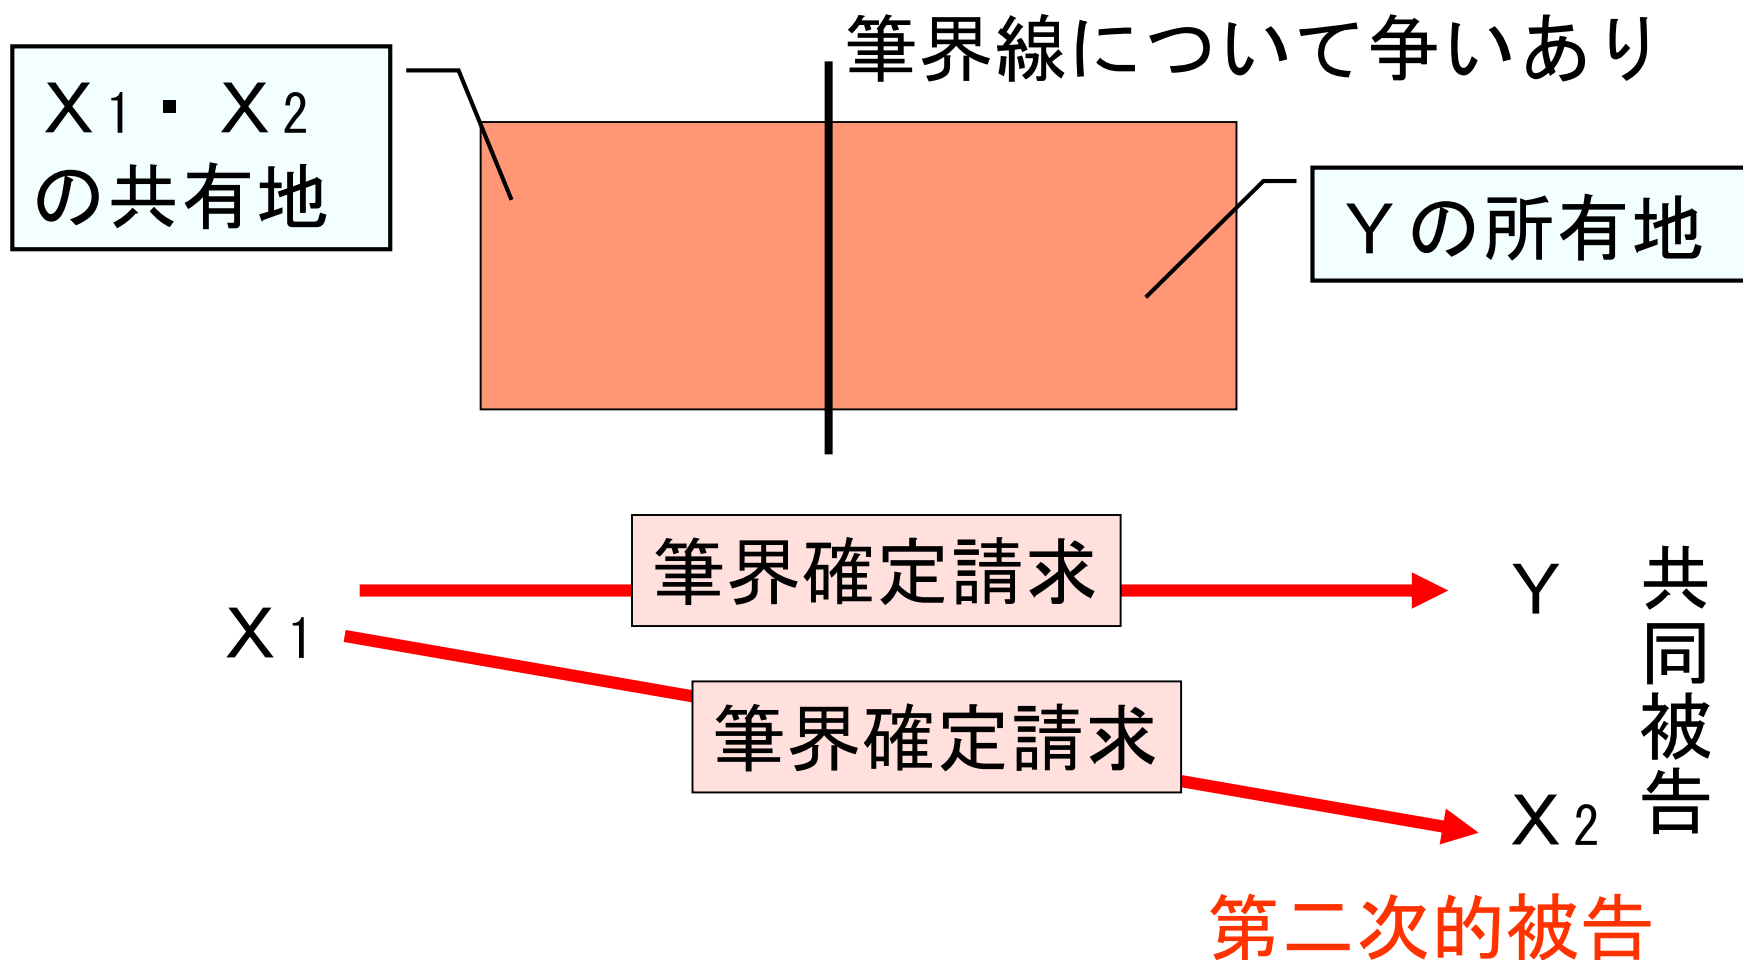 筆界線について争いあり
X1・X2
の共有地
Yの所有地
筆界確定請求
Y
X1
筆界確定請求
X2
共同被告
第二次的被告